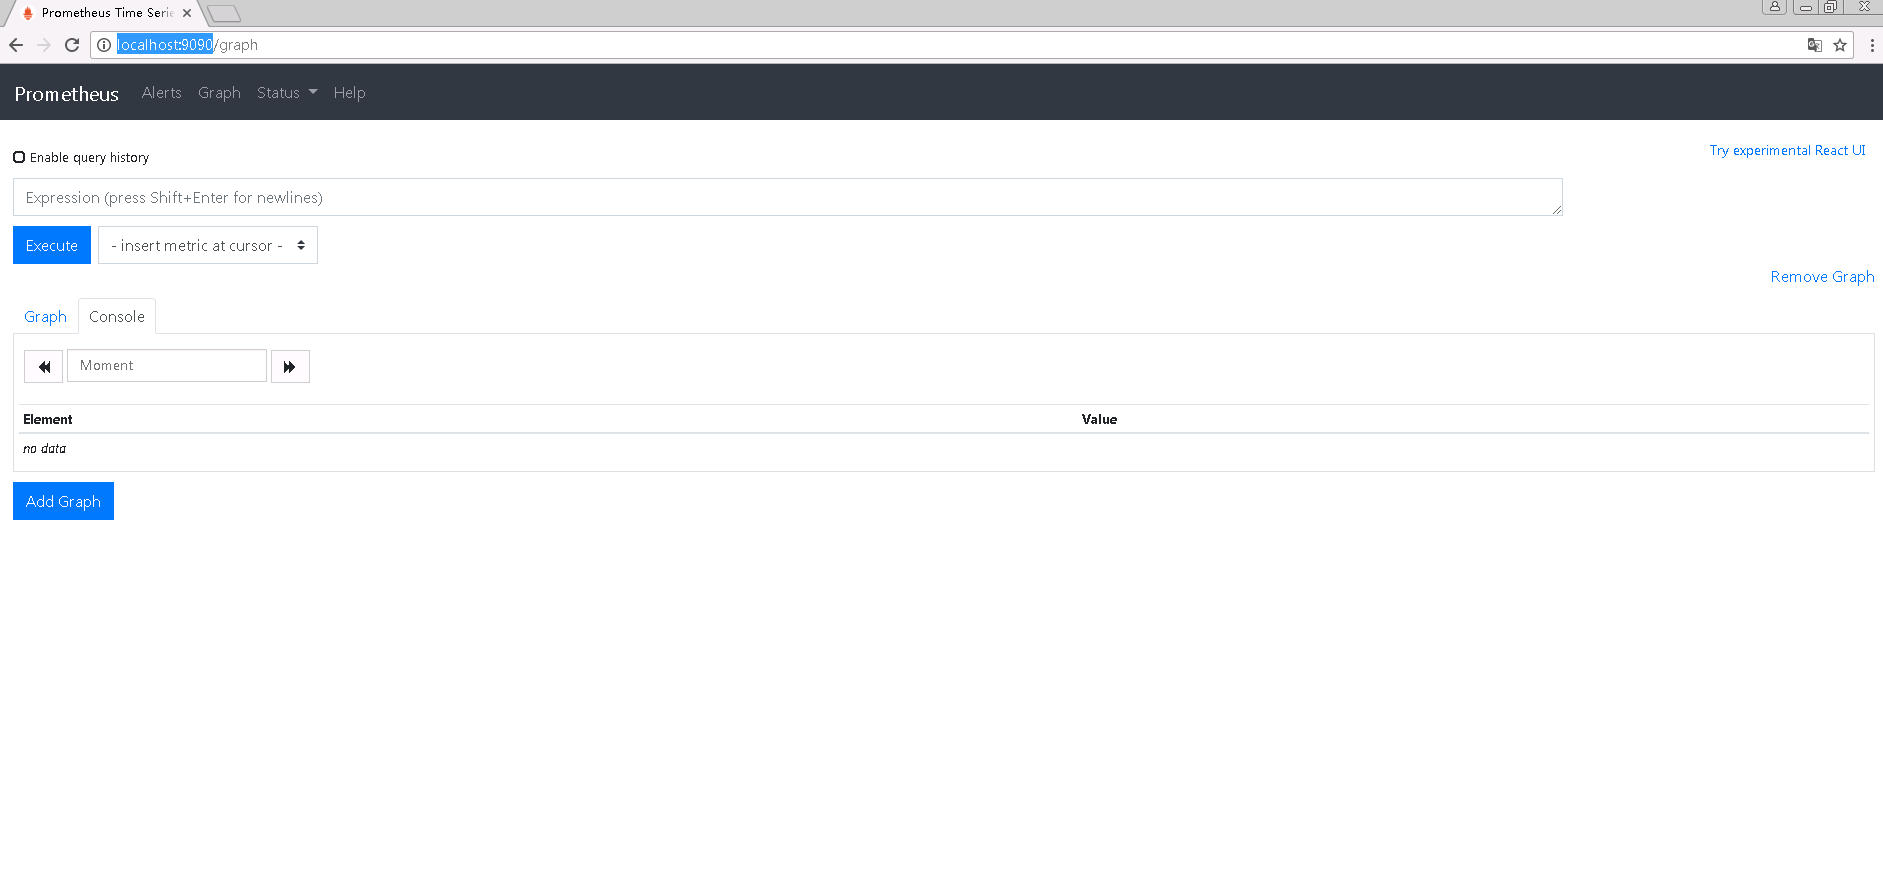 Prometheus Time Serie
localhost:9090/graph
Prometheus Alerts Graph Status Help
Enable query history
Try experimental React UI
Expression (press Shift+Enter for newlines)
Execute - insert metric at cursor -
Remove Graph
Graph Console
Moment
Element Value
no data
Add Graph